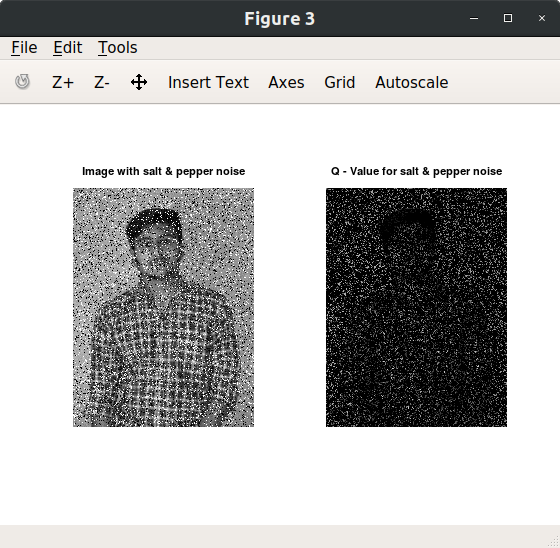 Figure 3
File Edit Tools
Z+ Z- Insert Text Axes Grid Autoscale
Image with salt & pepper noise
Q - Value for salt & pepper noise